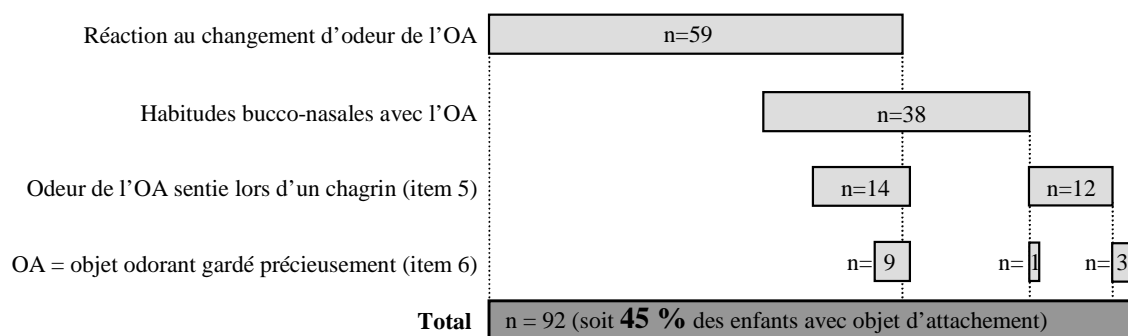 Réaction au changement d’odeur de l’OA n=59
Habitudes bucco-nasales avec l’OA n=38
Odeur de l’OA sentie lors d’un chagrin (item 5) n=14 n=12
OA = objet odorant gardé précieusement (item 6) n= 9 n= 1 n= 3
Total n = 92 (soit 45 % des enfants avec objet d’attachement)